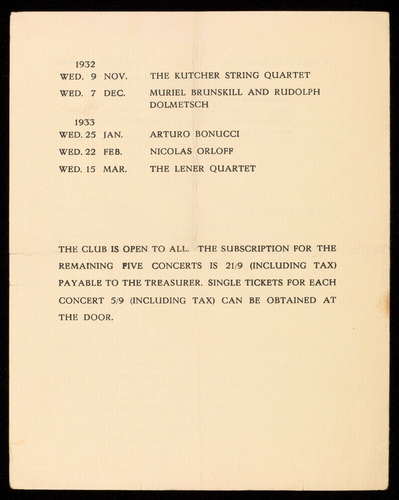 1932
WED. 9 NOV. THE KUTCHER STRING QUARTET
WED. 7 DEC. MURIEL BRUNSKILL AND RUDOLPH
DOLMETSCH
1933
WED. 25 JAN. ARTURO BONUCCI
WED. 22 FEB. NICOLAS ORLOFF
WED. 15 MAR. THE LENER QUARTET
THE CLUB IS OPEN TO ALL. THE SUBSCRIPTION FOR THE
REMAINING FIVE CONCERTS IS 21/9 (INCLUDING TAX)
PAYABLE TO THE TREASURER. SINGLE TICKETS FOR EACH
CONCERT 5/9 (INCLUDING TAX) CAN BE OBTAINED AT
THE DOOR.